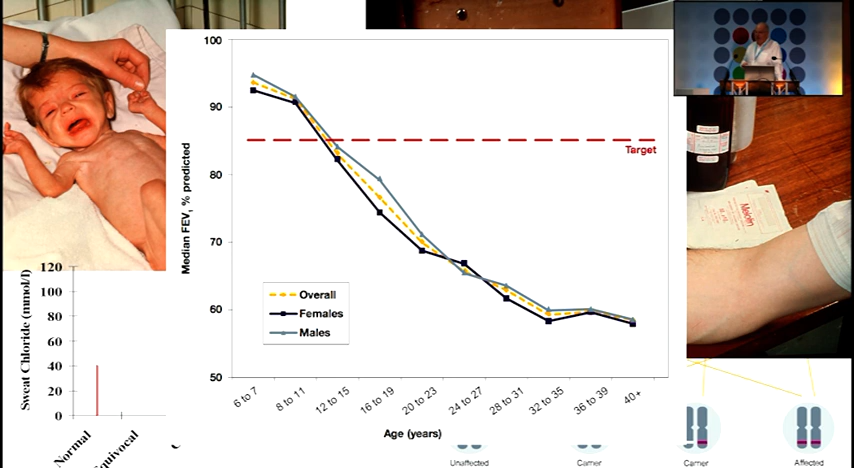 100
90
80
70
60
50
Median FEV1 % predicted
Target
Overall
Females
Males
6 to 7
8 to 11
12 to 15
16 to 19
20 to 23
24 to 27
28 to 31
32 to 35
36 to 39
40+
Age (years)
120
100
80
60
40
20
0
Sweat Chloride (mmol/l)
Normal
Unaffected
Carrier
Carrier
Affected